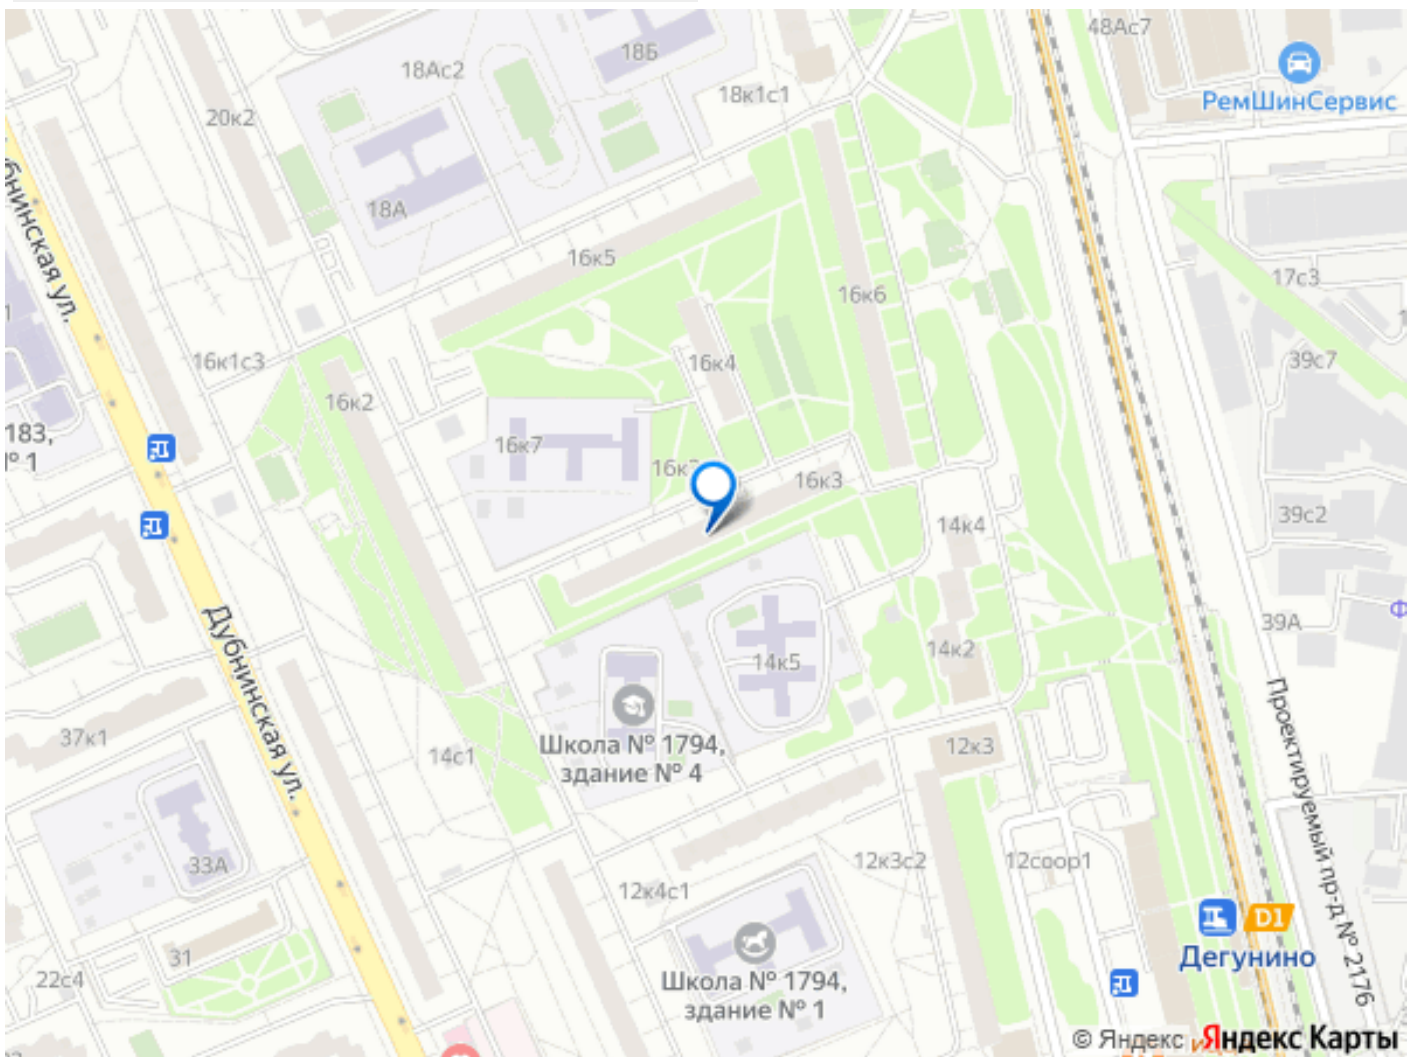 48Ас7
18Б
18Ас2
РемШинСервис
18к1с1
20к2
18А
Дубнинская ул.
16к5
17с3
16к6
16к1с3
16к4
39с7
16к2
183,
№ 1
16к7
16к3
39с2
14к4
39А
14к2
14к5
Дубнинская ул.
Проектируемый пр-д № 2176
37к1
14с1
Школа № 1794,
здание № 4
12к3
33А
12к3с2
12соор1
12к4с1
D1
Дегунино
31
22с4
Школа № 1794,
здание № 1
© Яндекс
Яндекс Карты